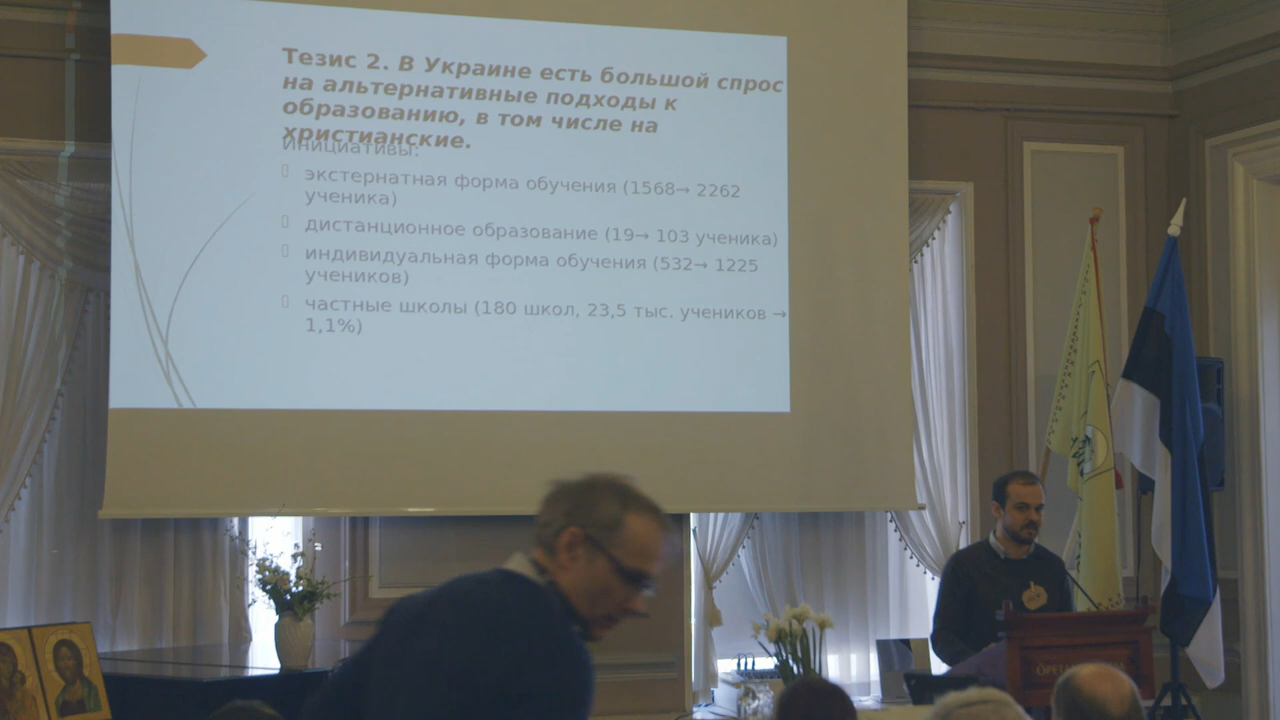 Тезис 2. В Украине есть большой спрос
на альтернативные подходы к
образованию, в том числе на
христианские.
Инициативы:
экстернатная форма обучения (1568→ 2262
ученика)
дистанционное образование (19→ 103 ученика)
индивидуальная форма обучения (532→ 1225
учеников)
частные школы (180 школ, 23,5 тыс. учеников →
1,1%)